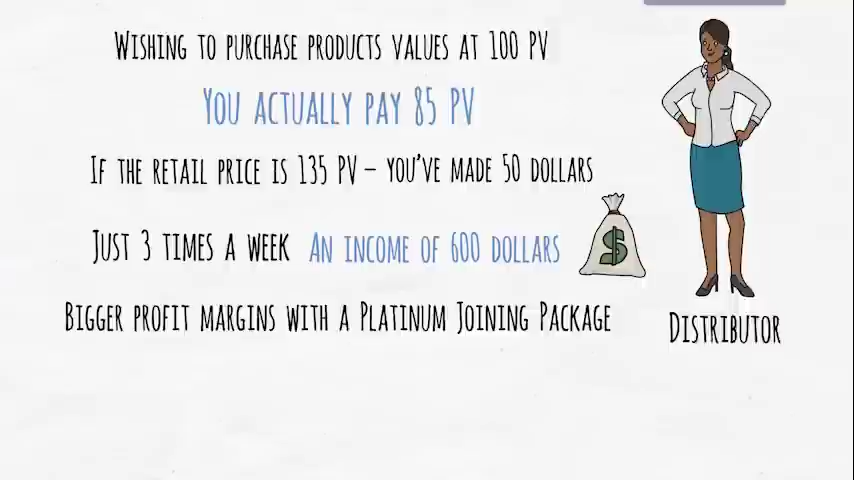 Wishing to purchase products values at 100 PV
You actually pay 85 PV
If the retail price is 135 PV – you've made 50 dollars
Just 3 times a week An income of 600 dollars
$
Bigger profit margins with a Platinum Joining Package
Distributor